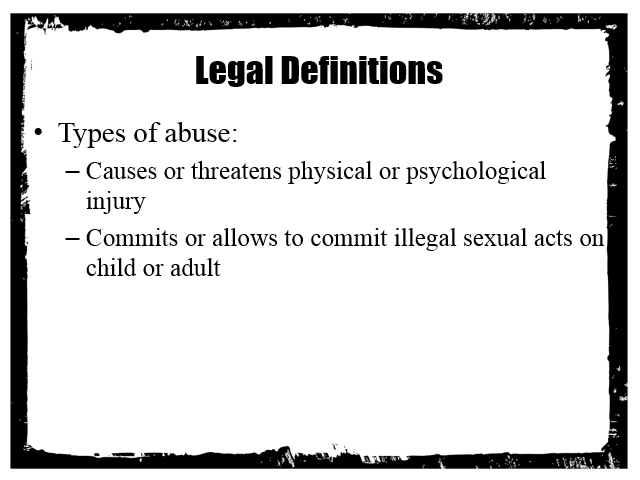 Legal Definitions
• Types of abuse:
– Causes or threatens physical or psychological
injury
– Commits or allows to commit illegal sexual acts on
child or adult